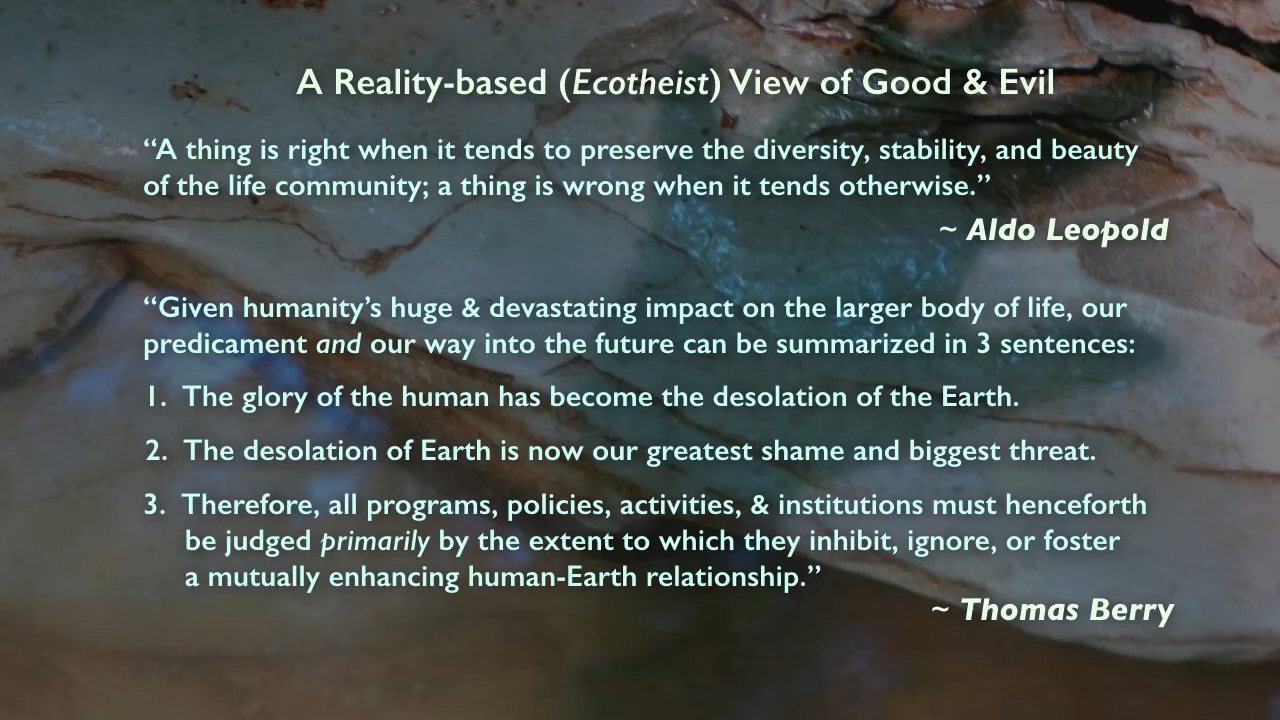 A Reality-based (Ecotheist) View of Good & Evil
“A thing is right when it tends to preserve the diversity, stability, and beauty
of the life community; a thing is wrong when it tends otherwise.”
~ Aldo Leopold
“Given humanity’s huge & devastating impact on the larger body of life, our
predicament and our way into the future can be summarized in 3 sentences:
1. The glory of the human has become the desolation of the Earth.
2. The desolation of Earth is now our greatest shame and biggest threat.
3. Therefore, all programs, policies, activities, & institutions must henceforth
be judged primarily by the extent to which they inhibit, ignore, or foster
a mutually enhancing human-Earth relationship.”
~ Thomas Berry